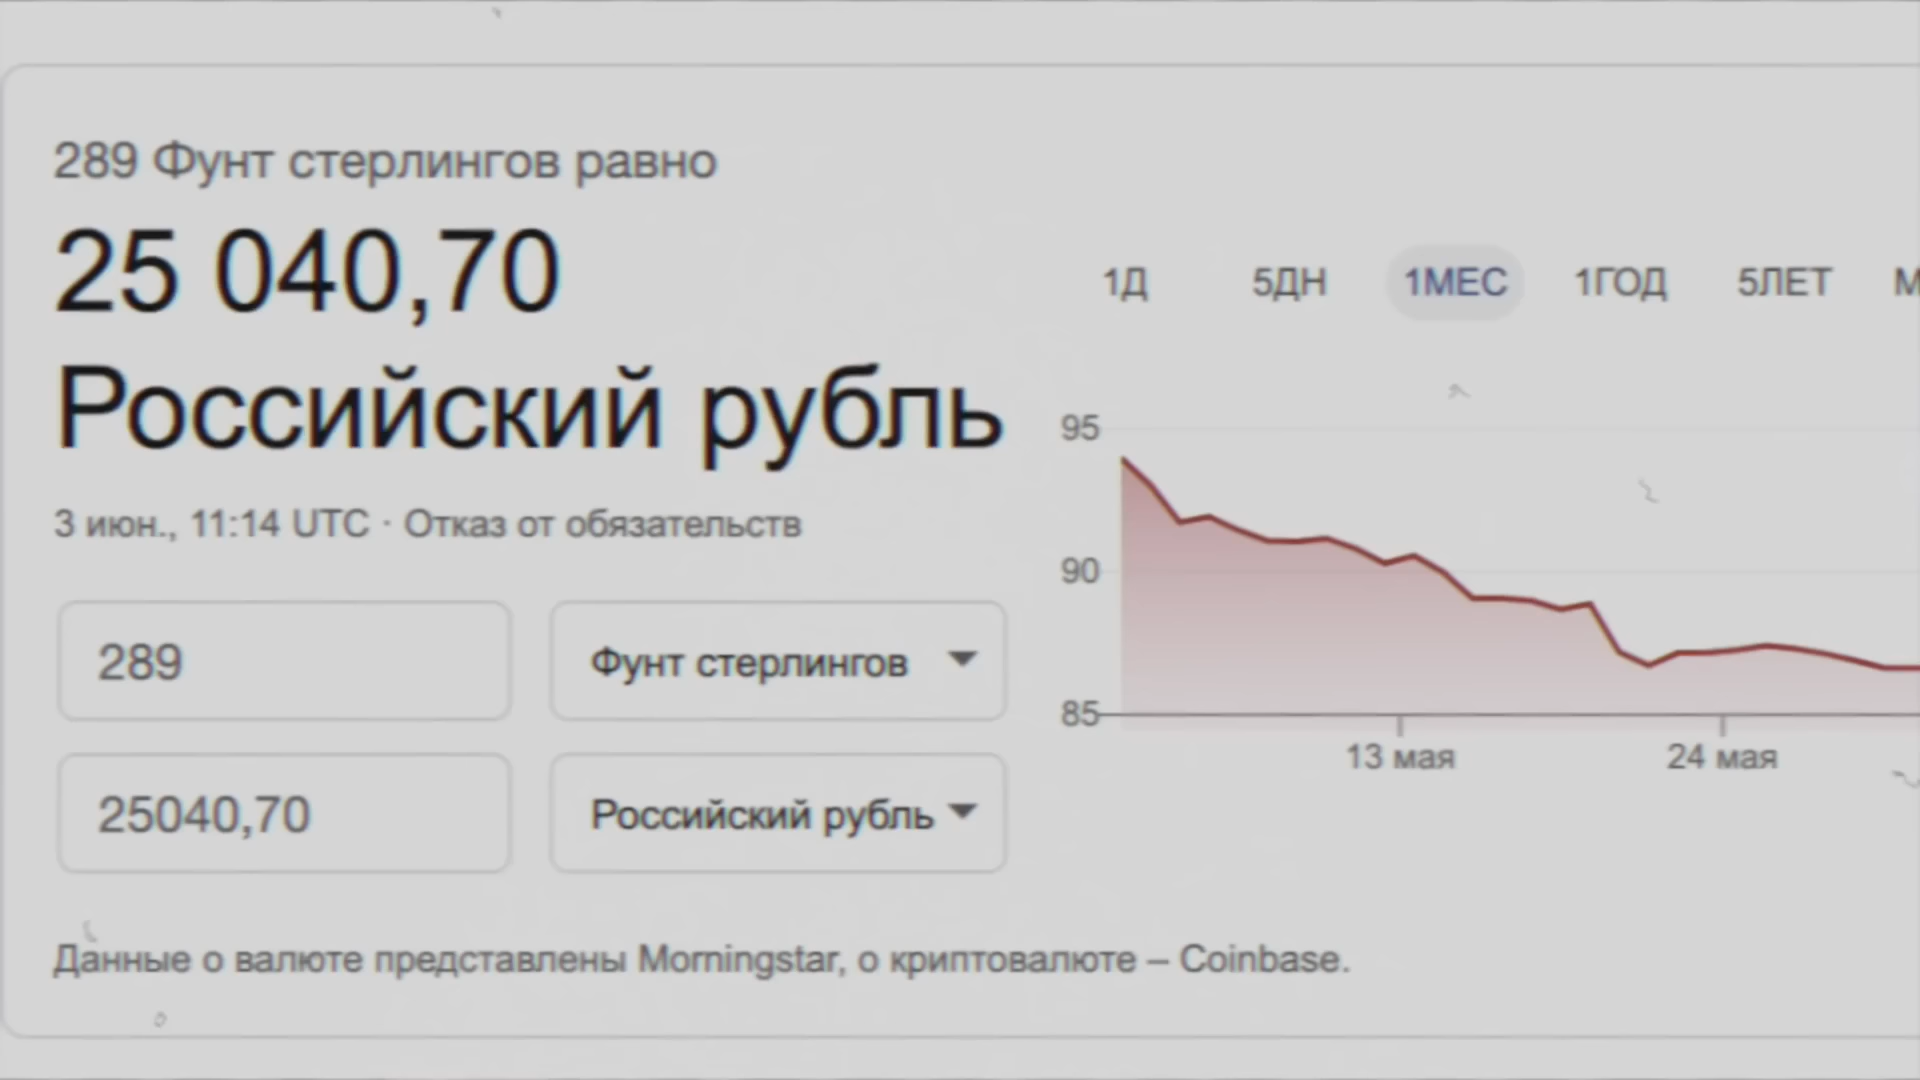 289 Фунт стерлингов равно
25 040,70
Российский рубль
3 июн., 11:14 UTC · Отказ от обязательств
289
Фунт стерлингов
25040,70
Российский рубль
1Д 5ДН 1МЕС 1ГОД 5ЛЕТ
95
90
85
13 мая 24 мая
Данные о валюте представлены Morningstar, о криптовалюте – Coinbase.